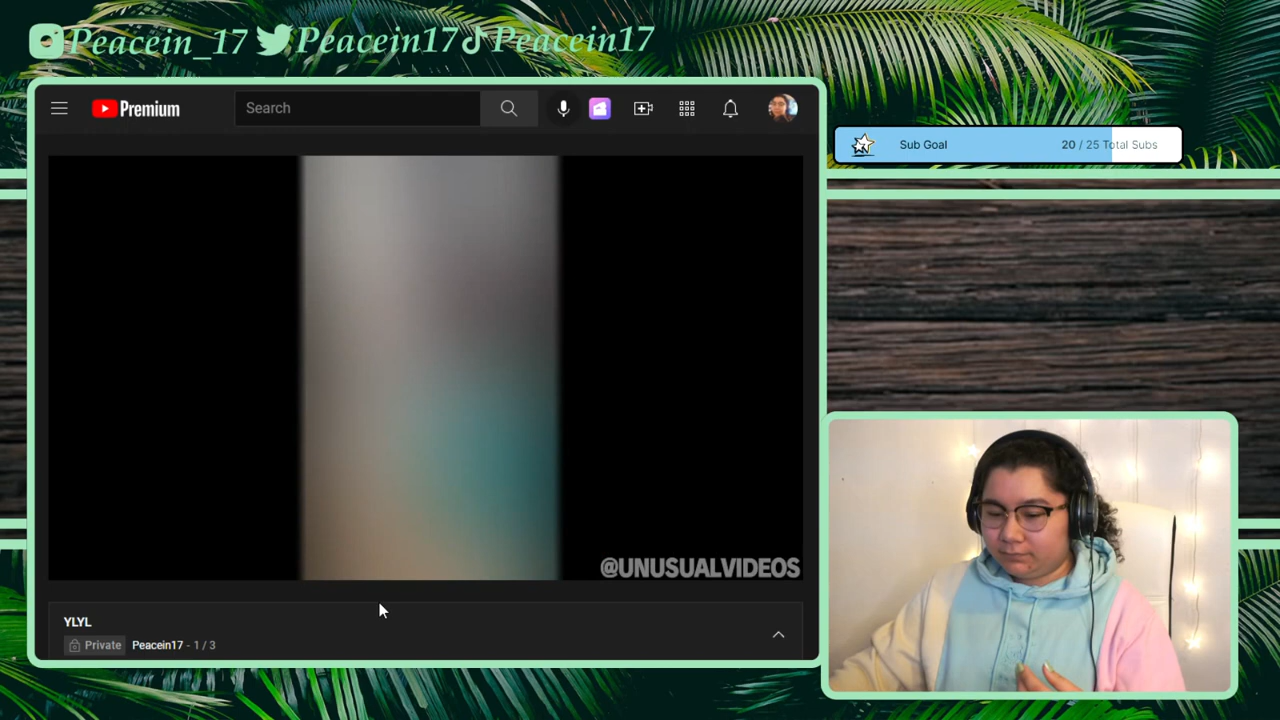 Peacein_17 Peacein17 Peacein17
Premium
Search
Sub Goal
20 / 25 Total Subs
@UNUSUALVIDEOS
YLYL
Private Peacein17 - 1 / 3